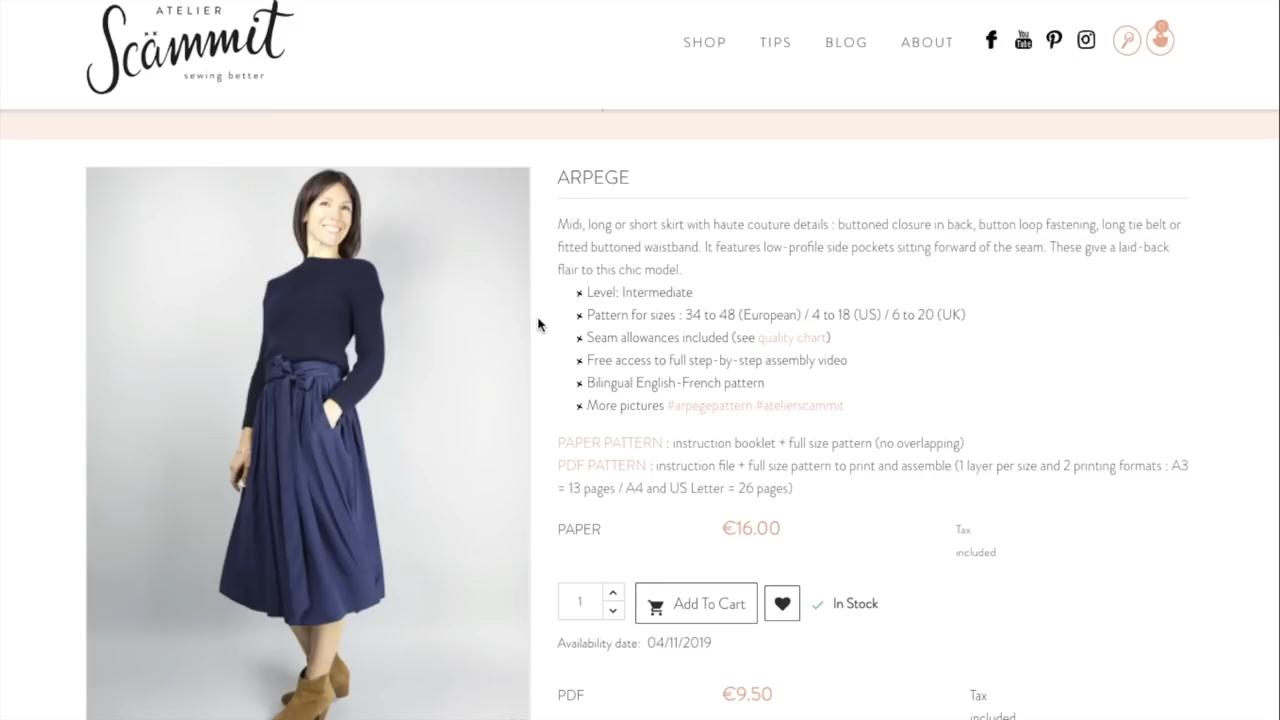 ATELIER
Scämmit
sewing better
SHOP TIPS BLOG ABOUT
You
Tube
0
ARPEGE
Midi, long or short skirt with haute couture details : buttoned closure in back, button loop fastening, long tie belt or
fitted buttoned waistband. It features low-profile side pockets sitting forward of the seam. These give a laid-back
flair to this chic model.
Level: Intermediate
Pattern for sizes : 34 to 48 (European) / 4 to 18 (US) / 6 to 20 (UK)
Seam allowances included (see quality chart)
Free access to full step-by-step assembly video
Bilingual English-French pattern
More pictures #arpegepattern #atelierscammit
PAPER PATTERN : instruction booklet + full size pattern (no overlapping)
PDF PATTERN : instruction file + full size pattern to print and assemble (1 layer per size and 2 printing formats : A3
= 13 pages / A4 and US Letter = 26 pages)
PAPER €16.00 Tax
included
1 Add To Cart In Stock
Availability date: 04/11/2019
PDF €9.50 Tax
included